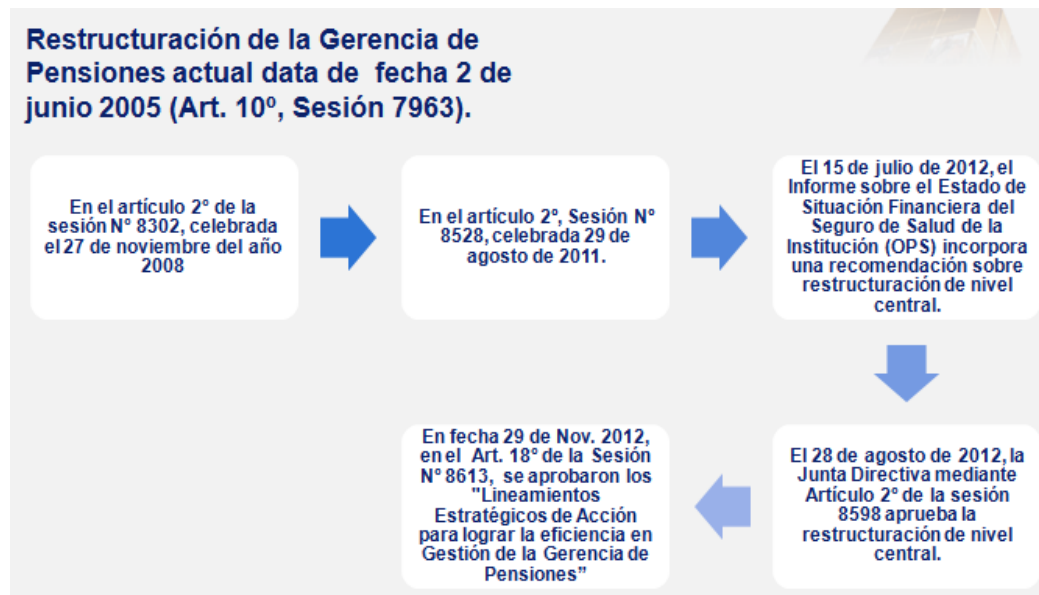 Restructuración de la Gerencia de
Pensiones actual data de fecha 2 de
junio 2005 (Art. 10º, Sesión 7963).
En el artículo 2° de la
sesión N° 8302, celebrada
el 27 de noviembre del año
2008
En el artículo 2º, Sesión Nº
8528, celebrada 29 de
agosto de 2011.
El 15 de julio de 2012, el
Informe sobre el Estado de
Situación Financiera del
Seguro de Salud de la
Institución (OPS) incorpora
una recomendación sobre
restructuración de nivel
central.
El 28 de agosto de 2012, la
Junta Directiva mediante
Artículo 2º de la sesión
8598 aprueba la
restructuración de nivel
central.
En fecha 29 de Nov. 2012,
en el Art. 18º de la Sesión
Nº 8613, se aprobaron los
"Lineamientos
Estratégicos de Acción
para lograr la eficiencia en
Gestión de la Gerencia de
Pensiones”